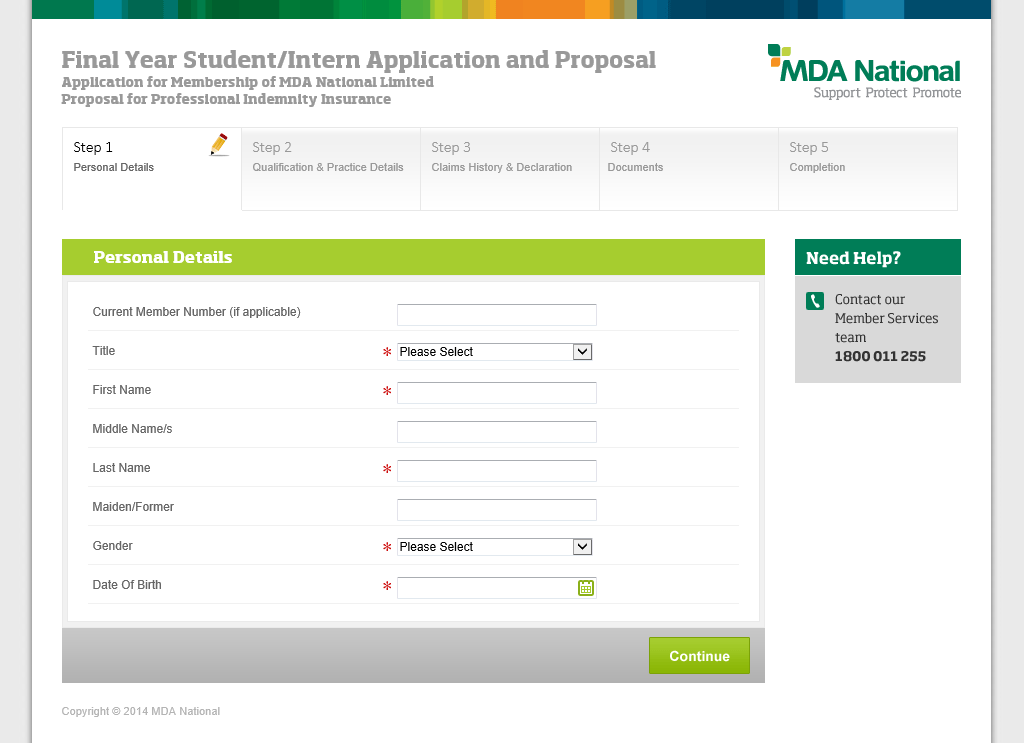 Final Year Student/Intern Application and Proposal
Application for Membership of MDA National Limited
Proposal for Professional Indemnity Insurance
MDA National
Support Protect Promote
Step 1
Personal Details
Step 2
Qualification & Practice Details
Step 3
Claims History & Declaration
Step 4
Documents
Step 5
Completion
Personal Details
Current Member Number (if applicable)
Title * Please Select
First Name *
Middle Name/s
Last Name *
Maiden/Former
Gender * Please Select
Date Of Birth *
Continue
Need Help?
Contact our
Member Services
team
1800 011 255
Copyright © 2014 MDA National